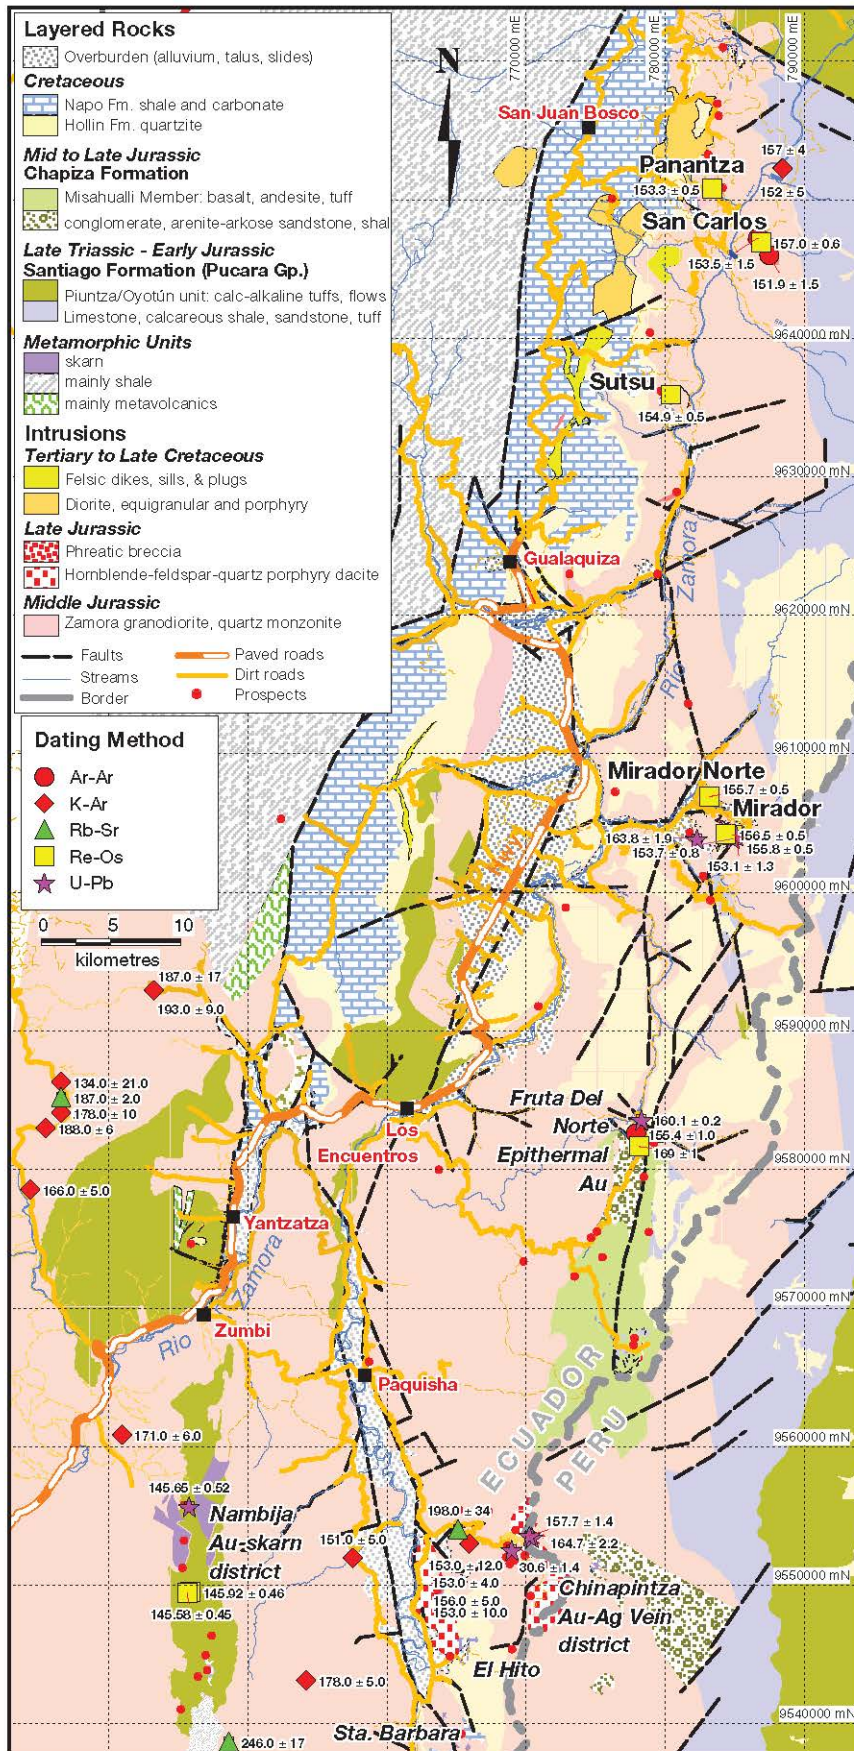 Layered Rocks
Overburden (alluvium, talus, slides)
Cretaceous
Napo Fm. shale and carbonate
Hollin Fm. quartzite
Mid to Late Jurassic
Chapiza Formation
Misahualli Member: basalt, andesite, tuff
conglomerate, arenite-arkose sandstone, shal
Late Triassic - Early Jurassic
Santiago Formation (Pucara Gp.)
Piuntza/Oyotún unit: calc-alkaline tuffs, flows
Limestone, calcareous shale, sandstone, tuff
Metamorphic Units
skarn
mainly shale
mainly metavolcanics
Intrusions
Tertiary to Late Cretaceous
Felsic dikes, sills, & plugs
Diorite, equigranular and porphyry
Late Jurassic
Phreatic breccia
Hornblende-feldspar-quartz porphyry dacite
Middle Jurassic
Zamora granodiorite, quartz monzonite
Faults
Paved roads
Streams
Dirt roads
Border
Prospects
Dating Method
Ar-Ar
K-Ar
Rb-Sr
Re-Os
U-Pb
0 5 10
kilometres
N
770000 mE
780000 mE
790000 mE
San Juan Bosco
Panantza
157 ± 4
153.3 ± 0.5
152 ± 5
San Carlos
157.0 ± 0.6
153.5 ± 1.5
151.9 ± 1.5
9640000 mN
Sutsu
154.9 ± 0.5
9630000 mN
Zamora
Rio
Gualaquiza
9620000 mN
9610000 mN
Mirador Norte
155.7 ± 0.5
Mirador
163.8 ± 1.9
156.5 ± 0.5
153.7 ± 0.8
155.8 ± 0.5
153.1 ± 1.3
9600000 mN
187.0 ± 17
193.0 ± 9.0
9590000 mN
134.0 ± 21.0
187.0 ± 2.0
178.0 ± 10
188.0 ± 6
Los
Encuentros
Fruta Del
Norte
Epithermal
Au
160.1 ± 0.2
155.4 ± 1.0
169 ± 1
9580000 mN
166.0 ± 5.0
Yantzatza
Zamora
Rio
Zumbi
9570000 mN
Paquisha
ECUADOR
PERU
171.0 ± 6.0
9560000 mN
145.65 ± 0.52
Nambija
Au-skarn
district
151.0 ± 5.0
198.0 ± 34
157.7 ± 1.4
164.7 ± 2.2
153.0 ± 12.0
30.6 ± 1.4
153.0 ± 4.0
156.0 ± 5.0
153.0 ± 10.0
9550000 mN
145.92 ± 0.46
145.58 ± 0.45
Chinapintza
Au-Ag Vein
district
El Hito
178.0 ± 5.0
Sta. Barbara
246.0 ± 17
9540000 mN